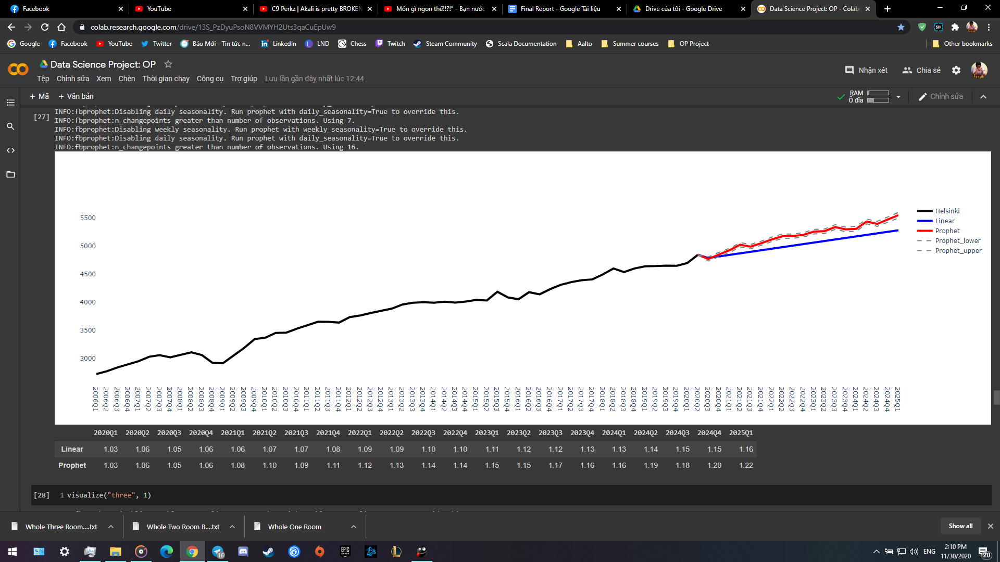 Facebook
YouTube
C9 Perkz | Akali is pretty BROKEN
Món gì ngon thế!!?!" - Bạn nước
Final Report - Google Tài liệu
Drive của tôi - Google Drive
Data Science Project: OP - Colab
colab.research.google.com/drive/13S_PzDyuPsoN8VVMYH2Uts3qaCuEpUw9
Google
Facebook
YouTube
Twitter
Báo Mới - Tin tức n...
LinkedIn
LND
Chess
Twitch
Steam Community
Scala Documentation
Aalto
Summer courses
OP Project
Other bookmarks
Data Science Project: OP
Nhận xét
Chia sẻ
Tệp Chỉnh sửa Xem Chèn Thời gian chạy Công cụ Trợ giúp Lưu lần gần đây nhất lúc 12:44
+ Mã + Văn bản
RAM
Ổ đĩa
Chỉnh sửa
[27]
INFO:fbprophet:Disabling daily seasonality. Run prophet with daily_seasonality=True to override this.
INFO:fbprophet:n_changepoints greater than number of observations. Using 7.
INFO:fbprophet:Disabling weekly seasonality. Run prophet with weekly_seasonality=True to override this.
INFO:fbprophet:Disabling daily seasonality. Run prophet with daily_seasonality=True to override this.
INFO:fbprophet:n_changepoints greater than number of observations. Using 16.
5500
5000
4500
4000
3500
3000
Helsinki
Linear
Prophet
Prophet_lower
Prophet_upper
2006Q1 2006Q2 2006Q3 2006Q4 2007Q1 2007Q2 2007Q3 2007Q4 2008Q1 2008Q2 2008Q3 2008Q4 2009Q1 2009Q2 2009Q3 2009Q4 2010Q1 2010Q2 2010Q3 2010Q4 2011Q1 2011Q2 2011Q3 2011Q4 2012Q1 2012Q2 2012Q3 2012Q4 2013Q1 2013Q2 2013Q3 2013Q4 2014Q1 2014Q2 2014Q3 2014Q4 2015Q1 2015Q2 2015Q3 2015Q4 2016Q1 2016Q2 2016Q3 2016Q4 2017Q1 2017Q2 2017Q3 2017Q4 2018Q1 2018Q2 2018Q3 2018Q4 2019Q1 2019Q2 2019Q3 2019Q4 2020Q1 2020Q2 2020Q3 2020Q4 2021Q1 2021Q2 2021Q3 2021Q4 2022Q1 2022Q2 2022Q3 2022Q4 2023Q1 2023Q2 2023Q3 2023Q4 2024Q1 2024Q2 2024Q3 2024Q4 2025Q1
2020Q1 2020Q2 2020Q3 2020Q4 2021Q1 2021Q2 2021Q3 2021Q4 2022Q1 2022Q2 2022Q3 2022Q4 2023Q1 2023Q2 2023Q3 2023Q4 2024Q1 2024Q2 2024Q3 2024Q4 2025Q1
Linear 1.03 1.06 1.05 1.06 1.06 1.07 1.07 1.08 1.09 1.09 1.10 1.10 1.11 1.12 1.12 1.13 1.13 1.14 1.15 1.15 1.16
Prophet 1.03 1.06 1.05 1.06 1.08 1.10 1.09 1.11 1.12 1.13 1.14 1.14 1.15 1.15 1.17 1.16 1.16 1.19 1.18 1.20 1.22
[28] 1 visualize("three", 1)
Whole Three Room....txt
Whole Two Room B....txt
Whole One Room
Show all
16
EPIC GAMES
ENG
2:10 PM
11/30/2020
20